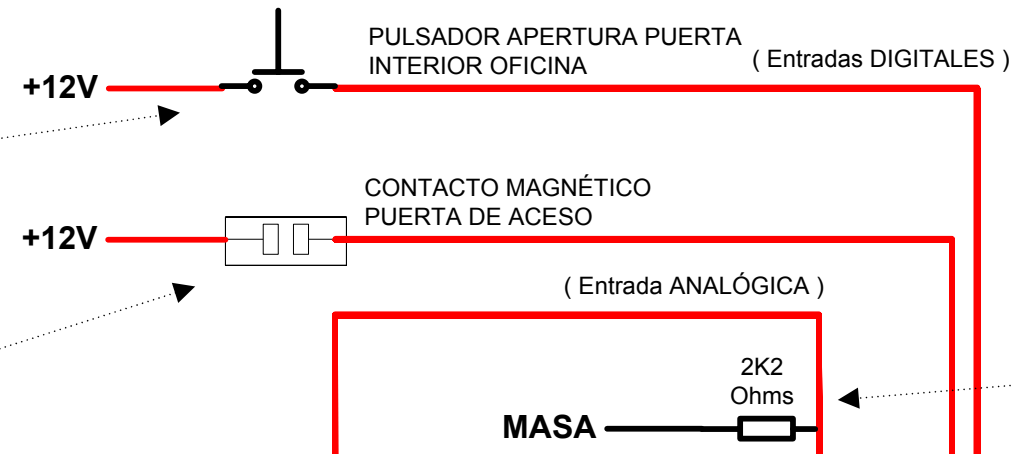 PULSADOR APERTURA PUERTA
INTERIOR OFICINA
( Entradas DIGITALES )
+12V
CONTACTO MAGNÉTICO
PUERTA DE ACESO
+12V
( Entrada ANALÓGICA )
2K2
Ohms
MASA